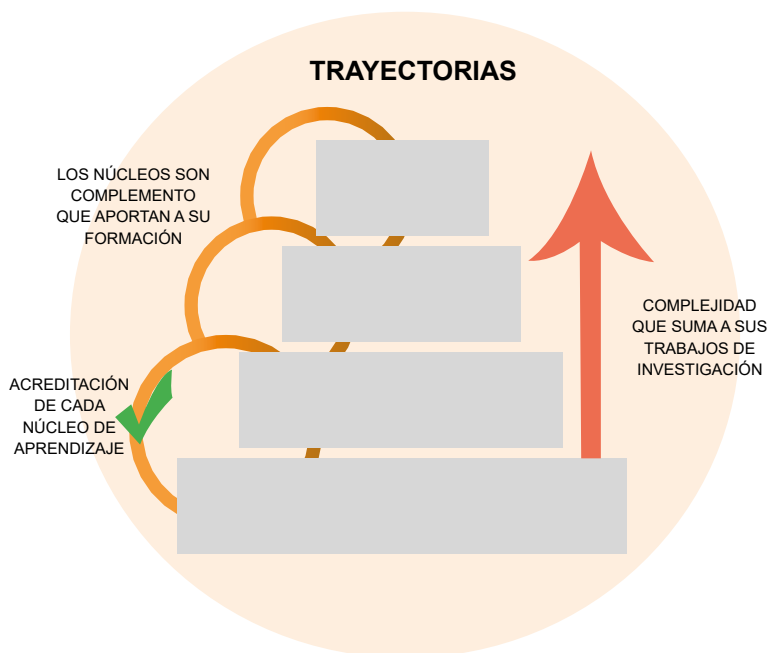 TRAYECTORIAS
LOS NÚCLEOS SON
COMPLEMENTO
QUE APORTAN A SU
FORMACIÓN
COMPLEJIDAD
QUE SUMA A SUS
TRABAJOS DE
INVESTIGACIÓN
ACREDITACIÓN
DE CADA
NÚCLEO DE
APRENDIZAJE